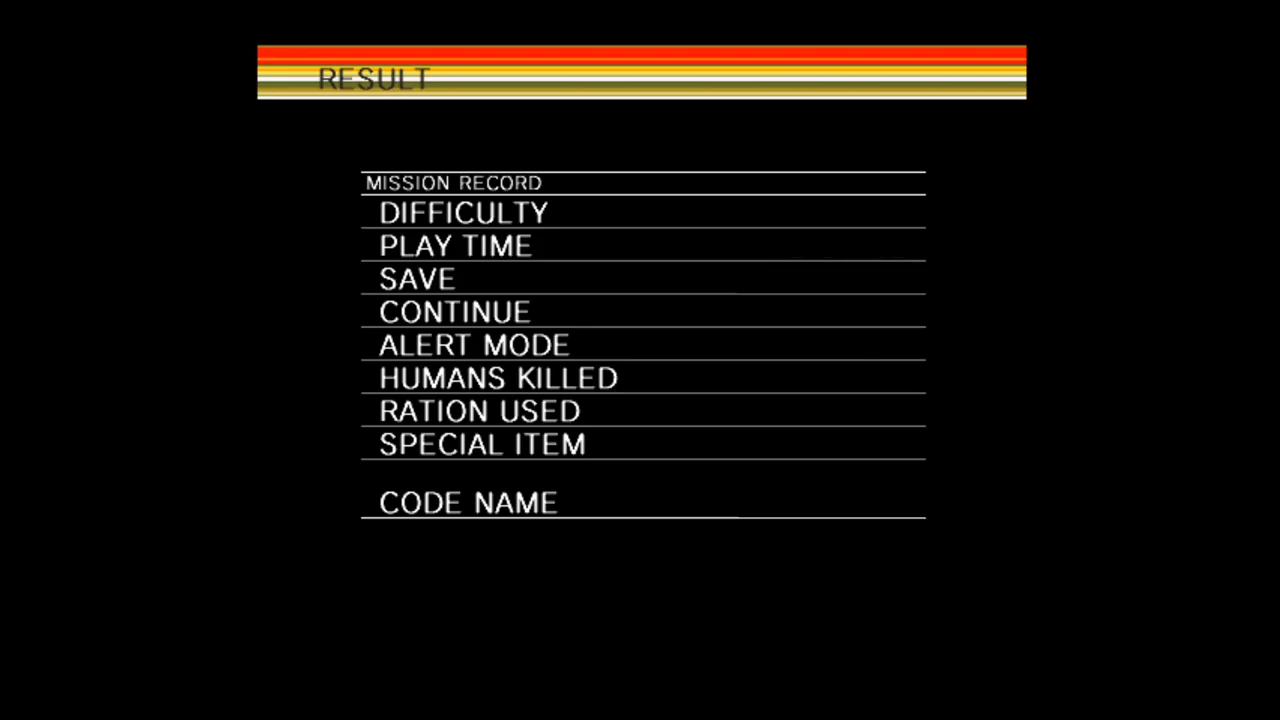 RESULT
MISSION RECORD
DIFFICULTY
PLAY TIME
SAVE
CONTINUE
ALERT MODE
HUMANS KILLED
RATION USED
SPECIAL ITEM
CODE NAME